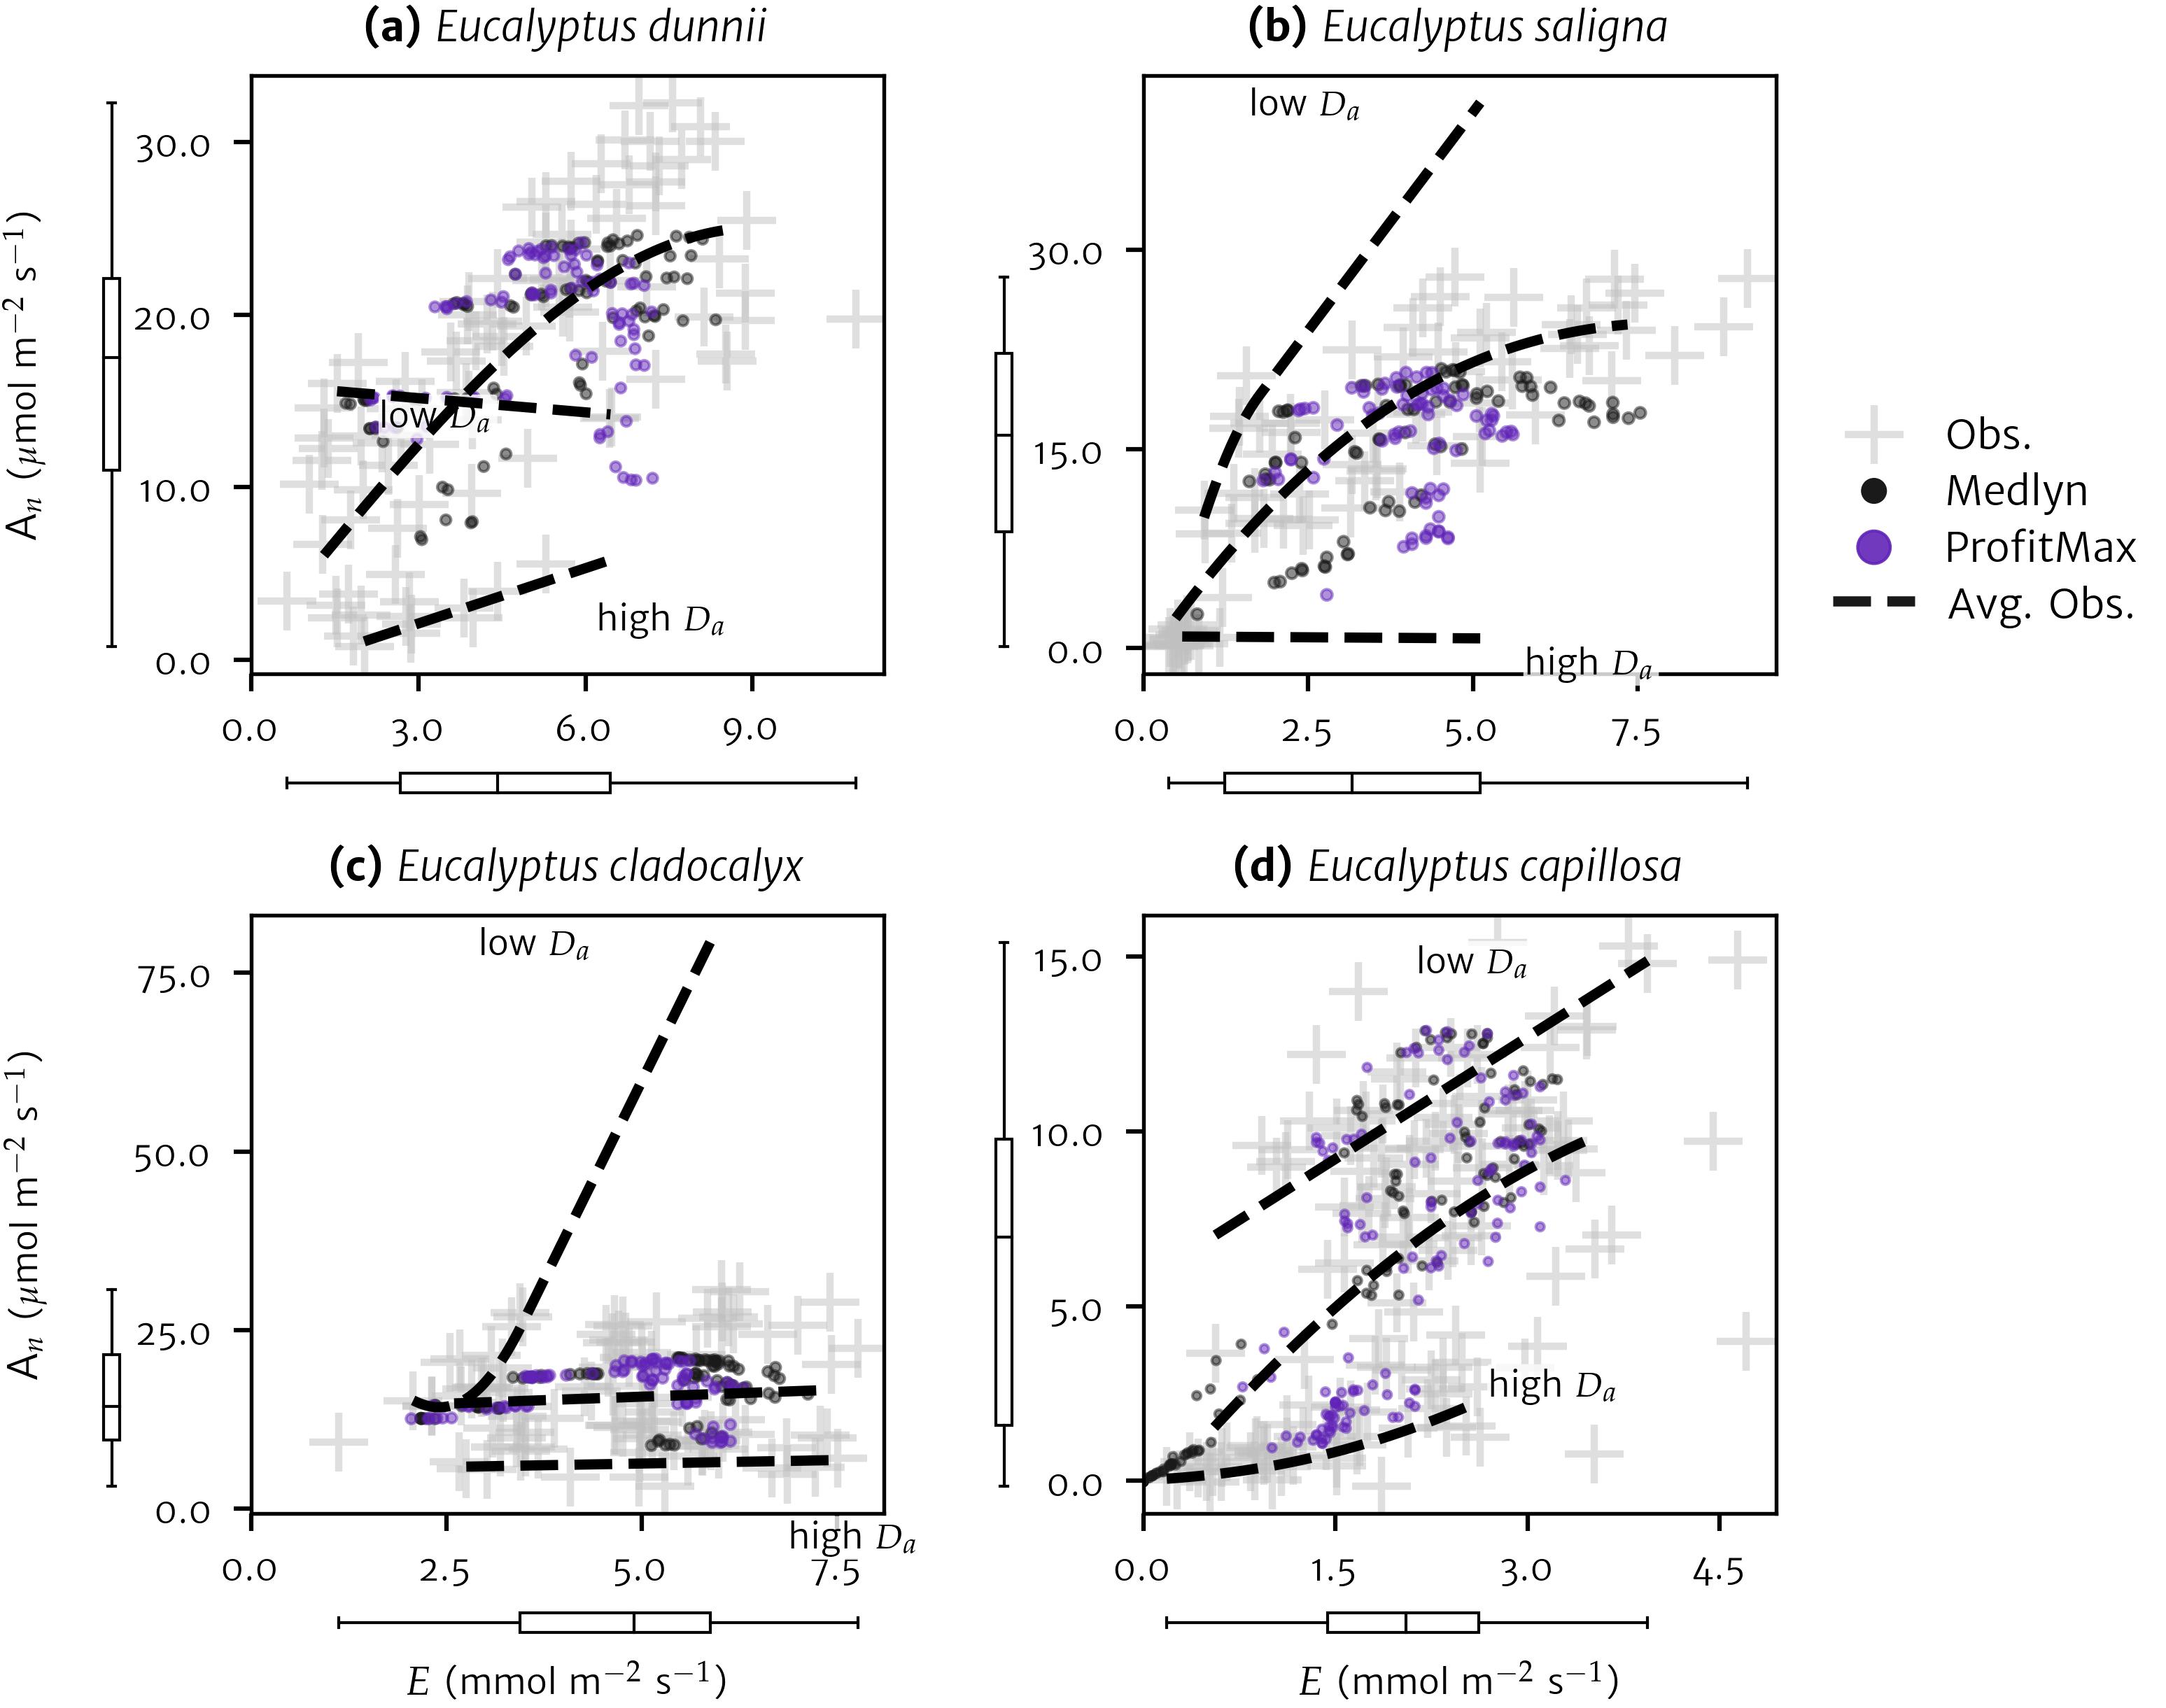 (a) Eucalyptus dunnii
(b) Eucalyptus saligna
Aₙ (μmol m⁻² s⁻¹)
30.0
20.0
10.0
0.0
low Dₐ
high Dₐ
0.0 3.0 6.0 9.0
30.0
15.0
0.0
low Dₐ
high Dₐ
0.0 2.5 5.0 7.5
Obs.
Medlyn
ProfitMax
Avg. Obs.
(c) Eucalyptus cladocalyx
(d) Eucalyptus capillosa
Aₙ (μmol m⁻² s⁻¹)
75.0
50.0
25.0
0.0
low Dₐ
high Dₐ
0.0 2.5 5.0 7.5
E (mmol m⁻² s⁻¹)
15.0
10.0
5.0
0.0
low Dₐ
high Dₐ
0.0 1.5 3.0 4.5
E (mmol m⁻² s⁻¹)